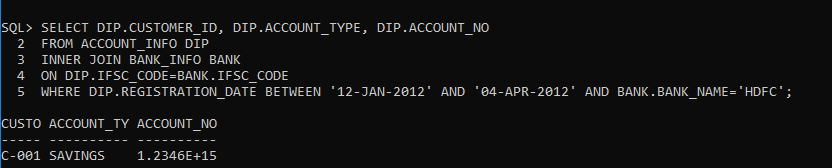 SQL> SELECT DIP.CUSTOMER_ID, DIP.ACCOUNT_TYPE, DIP.ACCOUNT_NO
2 FROM ACCOUNT_INFO DIP
3 INNER JOIN BANK_INFO BANK
4 ON DIP.IFSC_CODE=BANK.IFSC_CODE
5 WHERE DIP.REGISTRATION_DATE BETWEEN '12-JAN-2012' AND '04-APR-2012' AND BANK.BANK_NAME='HDFC';
CUSTO ACCOUNT_TY ACCOUNT_NO
----- ---------- ----------
C-001 SAVINGS 1.2346E+15